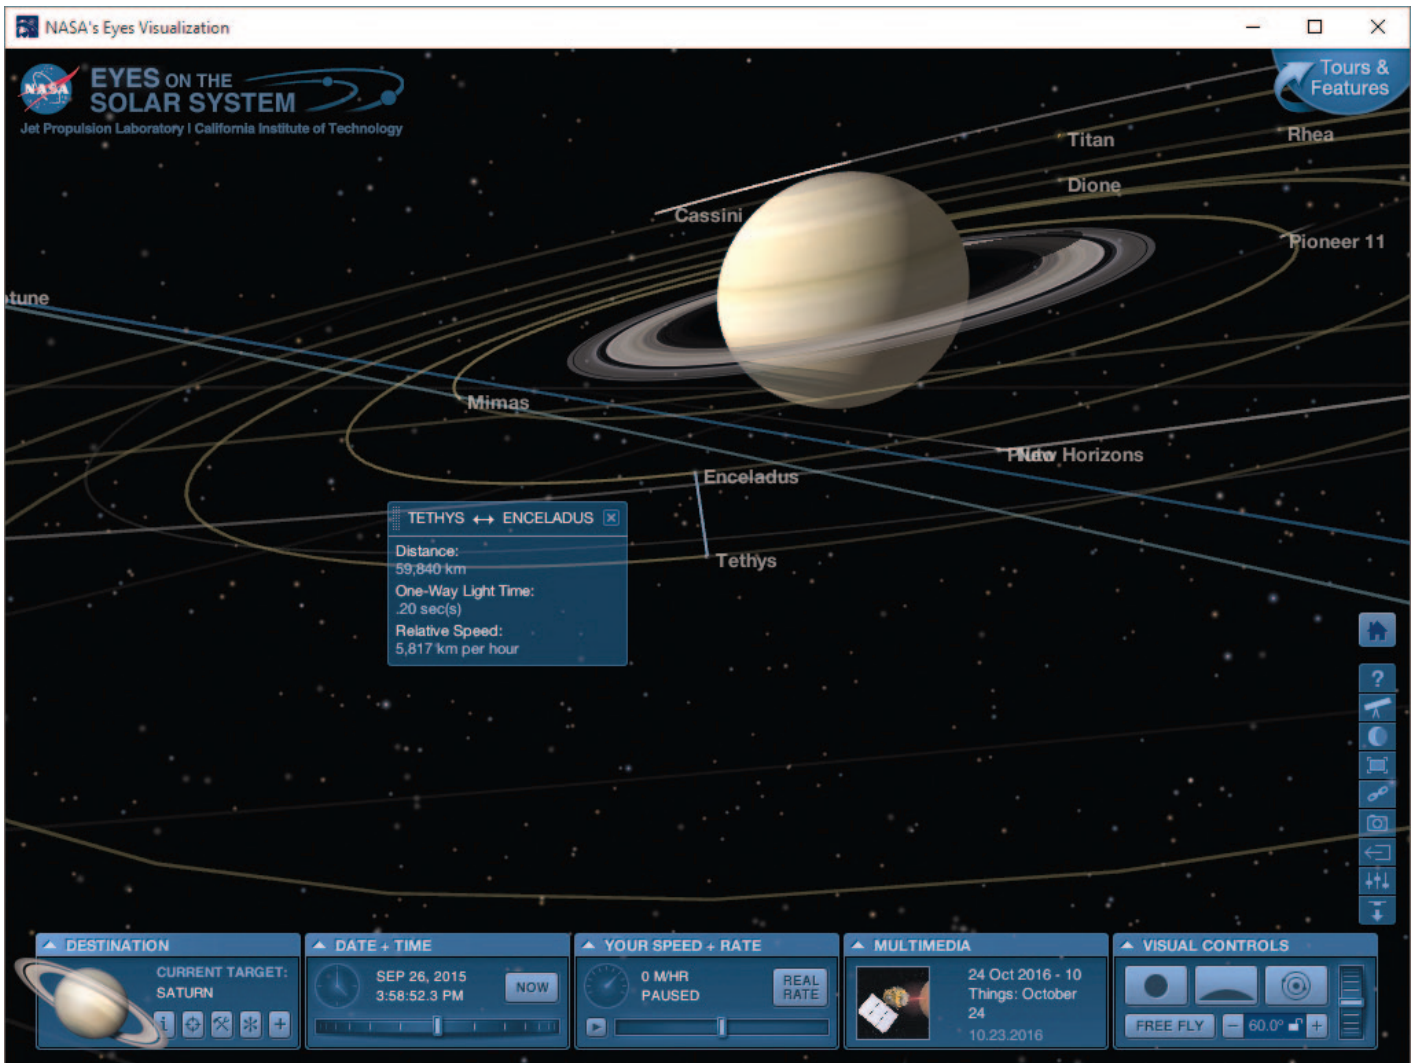 NASA's Eyes Visualization
NASA
EYES ON THE
SOLAR SYSTEM
Jet Propulsion Laboratory | California Institute of Technology
Tours &
Features
Titan
Rhea
Dione
Cassini
Pioneer 11
tune
Mimas
New Horizons
Enceladus
TETHYS ↔ ENCELADUS
Distance:
59,840 km
One-Way Light Time:
.20 sec(s)
Relative Speed:
5,817 km per hour
Tethys
?
DESTINATION
CURRENT TARGET:
SATURN
DATE + TIME
SEP 26, 2015
3:58:52.3 PM
NOW
YOUR SPEED + RATE
0 M/HR
PAUSED
REAL
RATE
MULTIMEDIA
24 Oct 2016 - 10
Things: October
24
10.23.2016
VISUAL CONTROLS
FREE FLY
60.0°